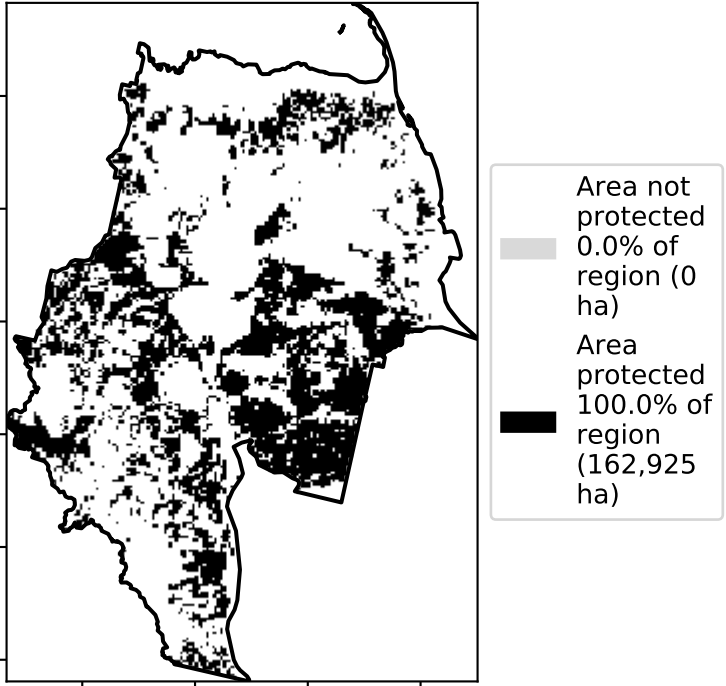 Area not
protected
0.0% of
region (0
ha)
Area
protected
100.0% of
region
(162,925
ha)